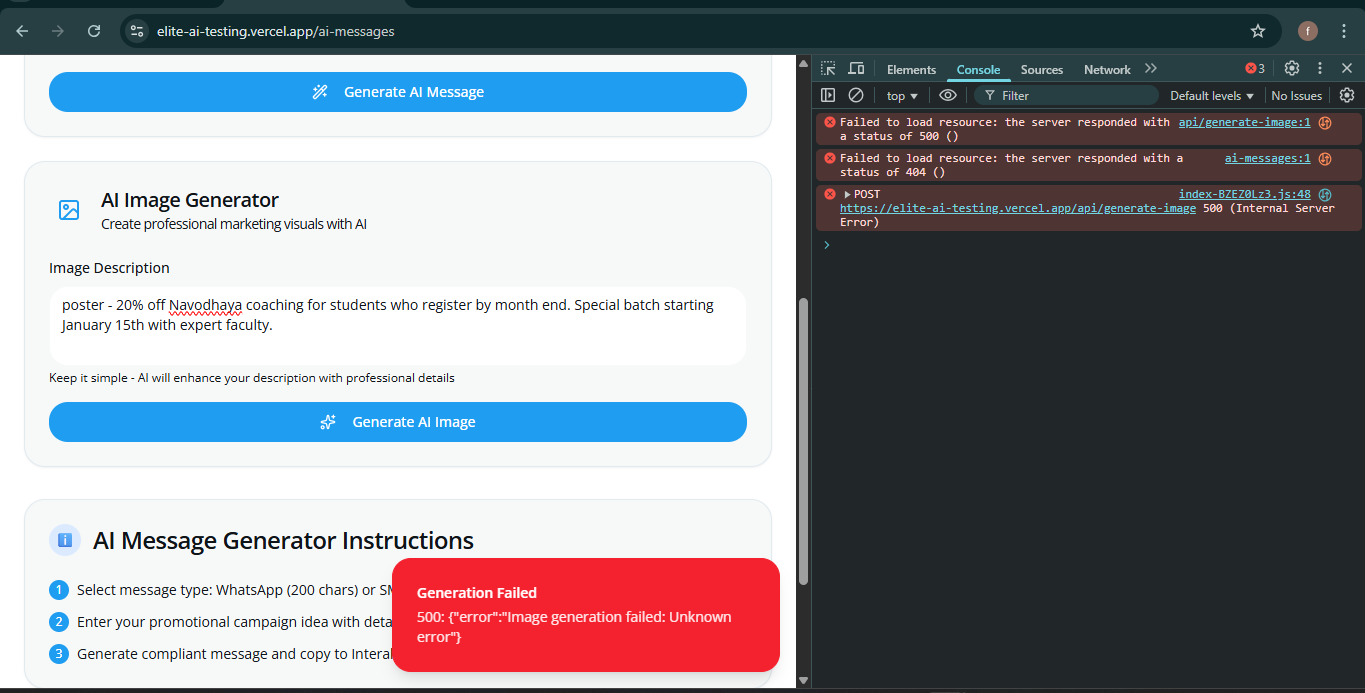 elite-ai-testing.vercel.app/ai-messages
f
Generate AI Message
AI Image Generator
Create professional marketing visuals with AI
Image Description
poster - 20% off Navodhaya coaching for students who register by month end. Special batch starting
January 15th with expert faculty.
Keep it simple - AI will enhance your description with professional details
Generate AI Image
i
AI Message Generator Instructions
1 Select message type: WhatsApp (200 chars) or SM
2 Enter your promotional campaign idea with deta
3 Generate compliant message and copy to Intera
Generation Failed
500: {"error":"Image generation failed: Unknown
error"}
Elements Console Sources Network 3
top Filter Default levels No Issues
Failed to load resource: the server responded with api/generate-image:1
a status of 500 ()
Failed to load resource: the server responded with a ai-messages:1
status of 404 ()
POST index-BZEZ0Lz3.js:48
https://elite-ai-testing.vercel.app/api/generate-image 500 (Internal Server
Error)